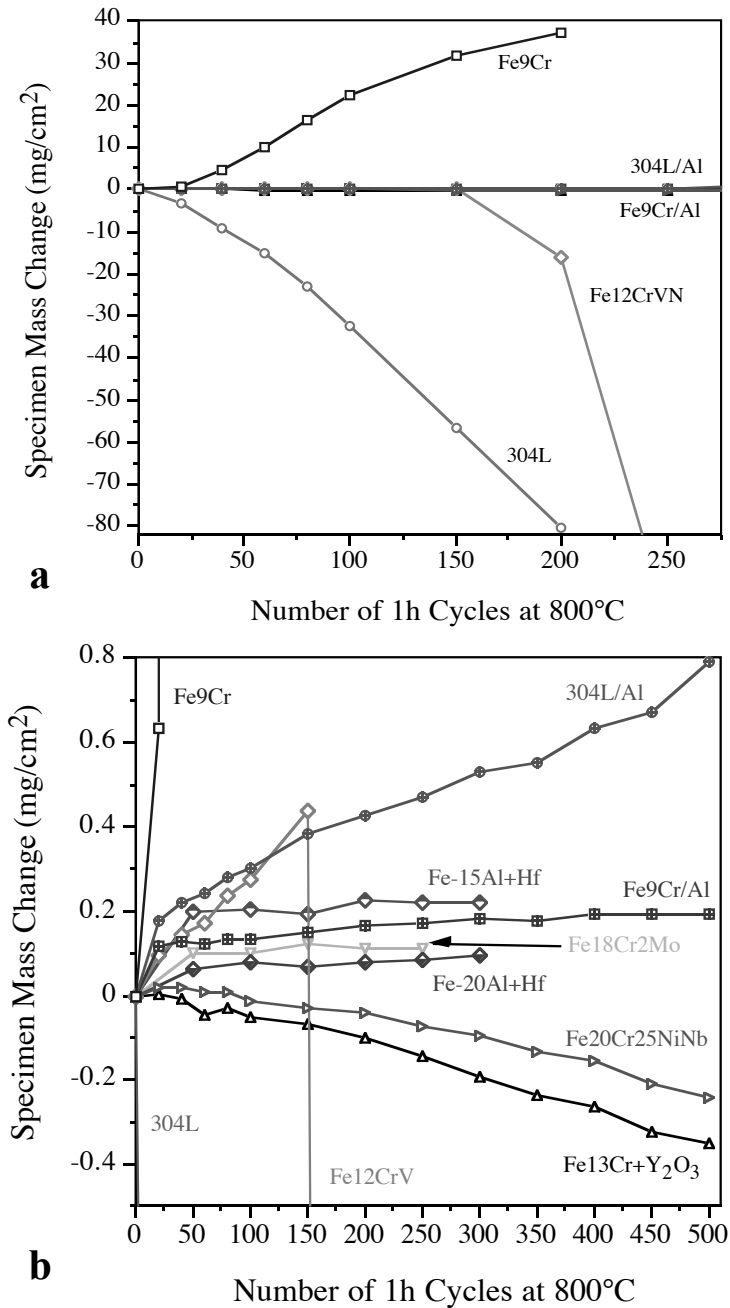 40
30
Fe9Cr
20
10
304L/Al
0
Fe9Cr/Al
-10
-20
Fe12CrVN
-30
-40
-50
304L
-60
-70
-80
0 50 100 150 200 250
Specimen Mass Change (mg/cm2)
a
Number of 1h Cycles at 800°C
0.8
Fe9Cr
304L/Al
0.6
0.4
Fe-15Al+Hf
Fe9Cr/Al
0.2
Fe18Cr2Mo
Fe-20Al+Hf
0
Fe20Cr25NiNb
-0.2
304L
-0.4
Fe13Cr+Y2O3
Fe12CrV
0 50 100 150 200 250 300 350 400 450 500
Specimen Mass Change (mg/cm2)
b
Number of 1h Cycles at 800°C